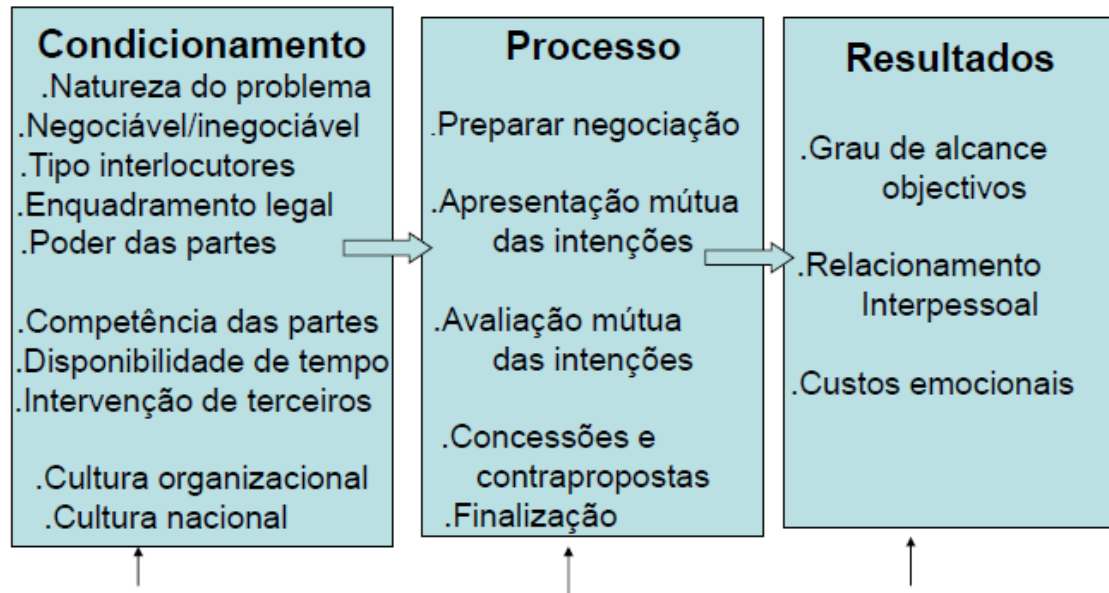 Condicionamento
.Natureza do problema
.Negociável/inegociável
.Tipo interlocutores
.Enquadramento legal
.Poder das partes
.Competência das partes
.Disponibilidade de tempo
.Intervenção de terceiros
.Cultura organizacional
.Cultura nacional
Processo
.Preparar negociação
.Apresentação mútua
das intenções
.Avaliação mútua
das intenções
.Concessões e
contrapropostas
.Finalização
Resultados
.Grau de alcance
objectivos
.Relacionamento
Interpessoal
.Custos emocionais